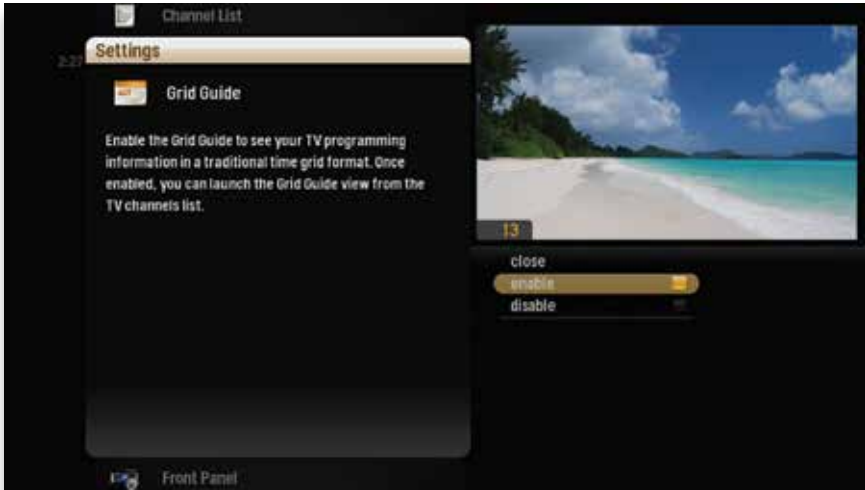 Channel List
2:27
Settings
Grid Guide
Enable the Grid Guide to see your TV programming
information in a traditional time grid format. Once
enabled, you can launch the Grid Guide view from the
TV channels list.
13
close
enable
disable
Front Panel